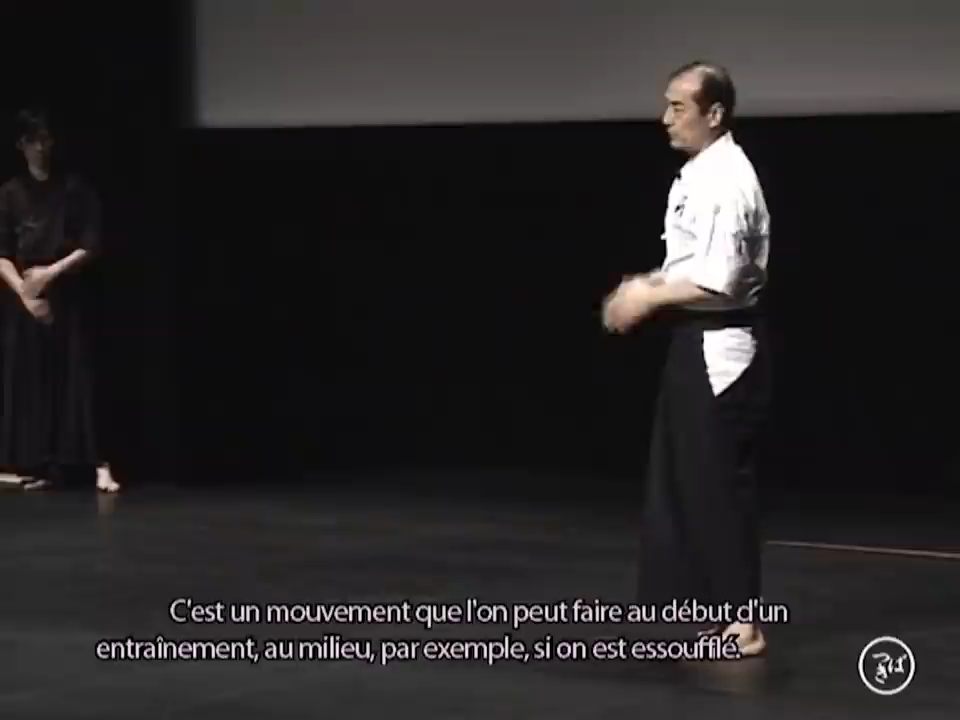 C'est un mouvement que l'on peut faire au début d'un
entraînement, au milieu, par exemple, si on est essoufflé.